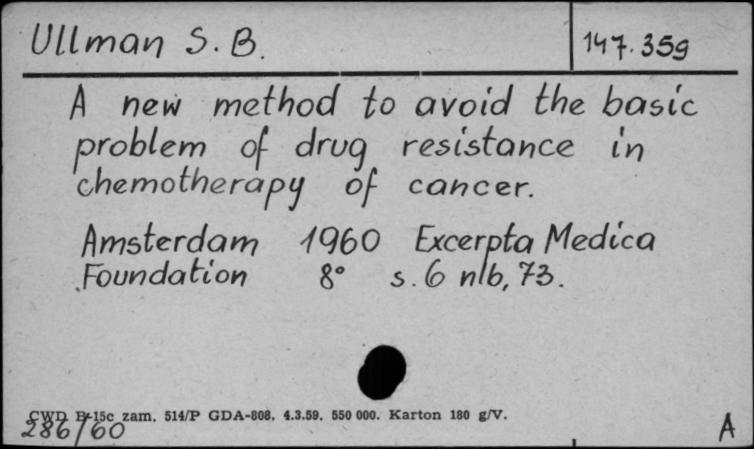 Ullman S. B.
147.359
A new method to avoid the basic
problem of drug resistance in
chemotherapy of cancer.
Amsterdam 1960 Excerpta Medica
Foundation 8° s. 6 nlb, 73.
CWD B-15c zam. 514/P GDA-808. 4.3.59. 550 000. Karton 180 g/V.
286/60
A